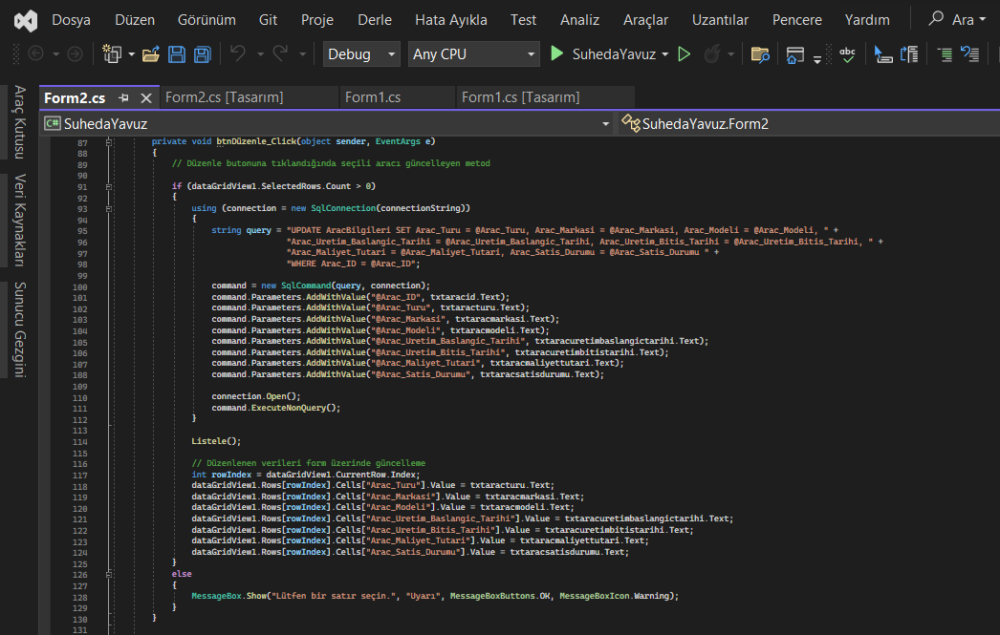 Dosya Düzen Görünüm Git Proje Derle Hata Ayıkla Test Analiz Araçlar Uzantılar Pencere Yardım Ara
Debug Any CPU SuhedaYavuz abc
Form2.cs Form2.cs [Tasarım] Form1.cs Form1.cs [Tasarım]
C# SuhedaYavuz SuhedaYavuz.Form2
Araç Kutusu
Veri Kaynakları
Sunucu Gezgini
87 private void btnDüzenle_Click(object sender, EventArgs e)
88 {
89 // Düzenle butonuna tıklandığında seçili aracı güncelleyen metod
90
91 if (dataGridView1.SelectedRows.Count > 0)
92 {
93 using (connection = new SqlConnection(connectionString))
94 {
95 string query = "UPDATE AracBilgileri SET Arac_Turu = @Arac_Turu, Arac_Markasi = @Arac_Markasi, Arac_Modeli = @Arac_Modeli, " +
96 "Arac_Uretim_Baslangic_Tarihi = @Arac_Uretim_Baslangic_Tarihi, Arac_Uretim_Bitis_Tarihi = @Arac_Uretim_Bitis_Tarihi, " +
97 "Arac_Maliyet_Tutari = @Arac_Maliyet_Tutari, Arac_Satis_Durumu = @Arac_Satis_Durumu " +
98 "WHERE Arac_ID = @Arac_ID";
99
100 command = new SqlCommand(query, connection);
101 command.Parameters.AddWithValue("@Arac_ID", txtaracid.Text);
102 command.Parameters.AddWithValue("@Arac_Turu", txtaracturu.Text);
103 command.Parameters.AddWithValue("@Arac_Markasi", txtaracmarkasi.Text);
104 command.Parameters.AddWithValue("@Arac_Modeli", txtaracmodeli.Text);
105 command.Parameters.AddWithValue("@Arac_Uretim_Baslangic_Tarihi", txtaracuretimbaslangictarihi.Text);
106 command.Parameters.AddWithValue("@Arac_Uretim_Bitis_Tarihi", txtaracuretimbitistarihi.Text);
107 command.Parameters.AddWithValue("@Arac_Maliyet_Tutari", txtaracmaliyettutari.Text);
108 command.Parameters.AddWithValue("@Arac_Satis_Durumu", txtaracsatisdurumu.Text);
109
110 connection.Open();
111 command.ExecuteNonQuery();
112 }
113
114 Listele();
115
116 // Düzenlenen verileri form üzerinde güncelleme
117 int rowIndex = dataGridView1.CurrentRow.Index;
118 dataGridView1.Rows[rowIndex].Cells["Arac_Turu"].Value = txtaracturu.Text;
119 dataGridView1.Rows[rowIndex].Cells["Arac_Markasi"].Value = txtaracmarkasi.Text;
120 dataGridView1.Rows[rowIndex].Cells["Arac_Modeli"].Value = txtaracmodeli.Text;
121 dataGridView1.Rows[rowIndex].Cells["Arac_Uretim_Baslangic_Tarihi"].Value = txtaracuretimbaslangictarihi.Text;
122 dataGridView1.Rows[rowIndex].Cells["Arac_Uretim_Bitis_Tarihi"].Value = txtaracuretimbitistarihi.Text;
123 dataGridView1.Rows[rowIndex].Cells["Arac_Maliyet_Tutari"].Value = txtaracmaliyettutari.Text;
124 dataGridView1.Rows[rowIndex].Cells["Arac_Satis_Durumu"].Value = txtaracsatisdurumu.Text;
125 }
126 else
127 {
128 MessageBox.Show("Lütfen bir satır seçin.", "Uyarı", MessageBoxButtons.OK, MessageBoxIcon.Warning);
129 }
130 }
131